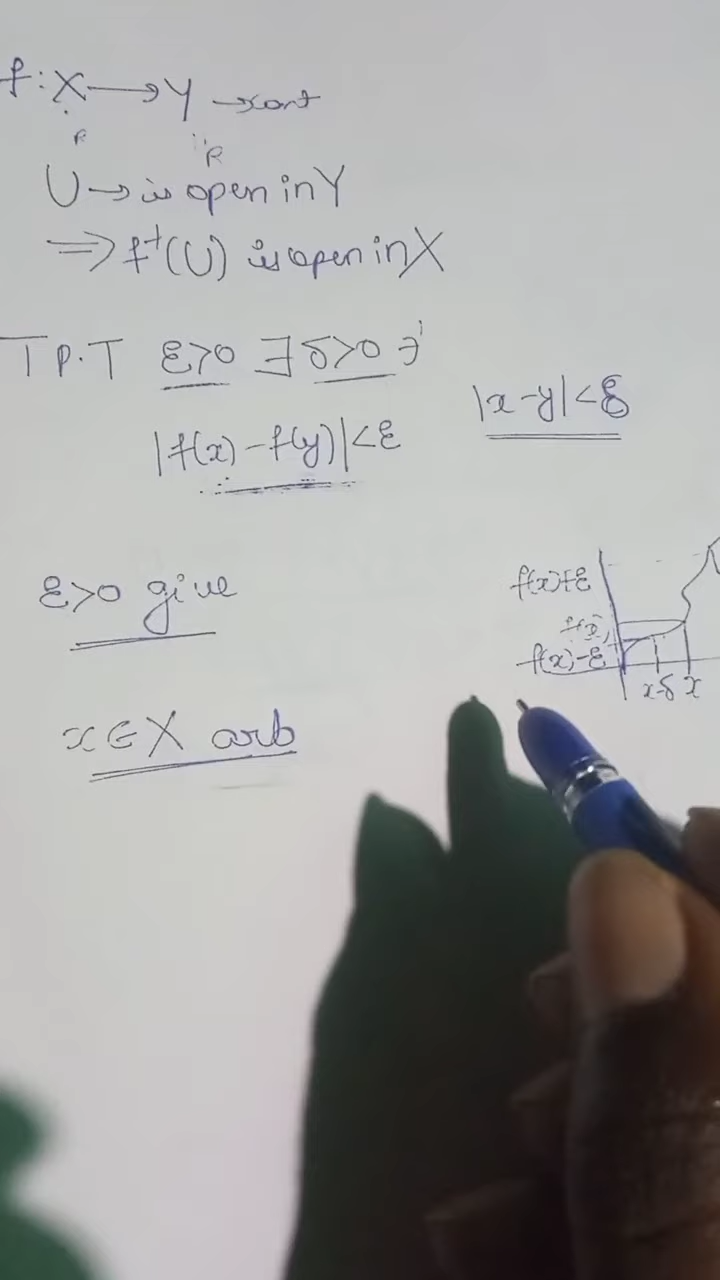 f : X → Y → cont
R R
U → is open in Y
⇒ f⁻¹(U) is open in X
T P.T ε>0 ∃ δ>0 ∋
|x-y|<δ
|f(x)-f(y)|<ε
ε>0 give
f(x)+ε
f(x)
f(x)-ε
x-δ x
x∈X arb